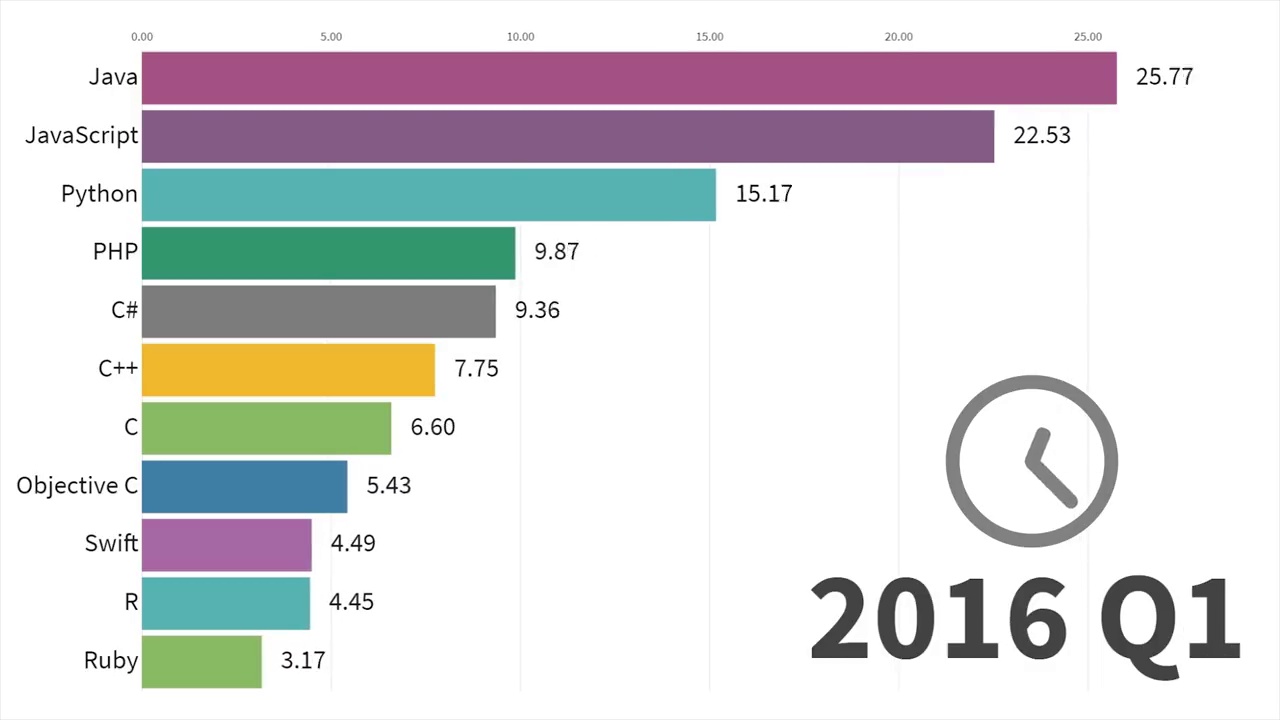 0.00 5.00 10.00 15.00 20.00 25.00
Java 25.77
JavaScript 22.53
Python 15.17
PHP 9.87
C# 9.36
C++ 7.75
C 6.60
Objective C 5.43
Swift 4.49
R 4.45
Ruby 3.17
2016 Q1